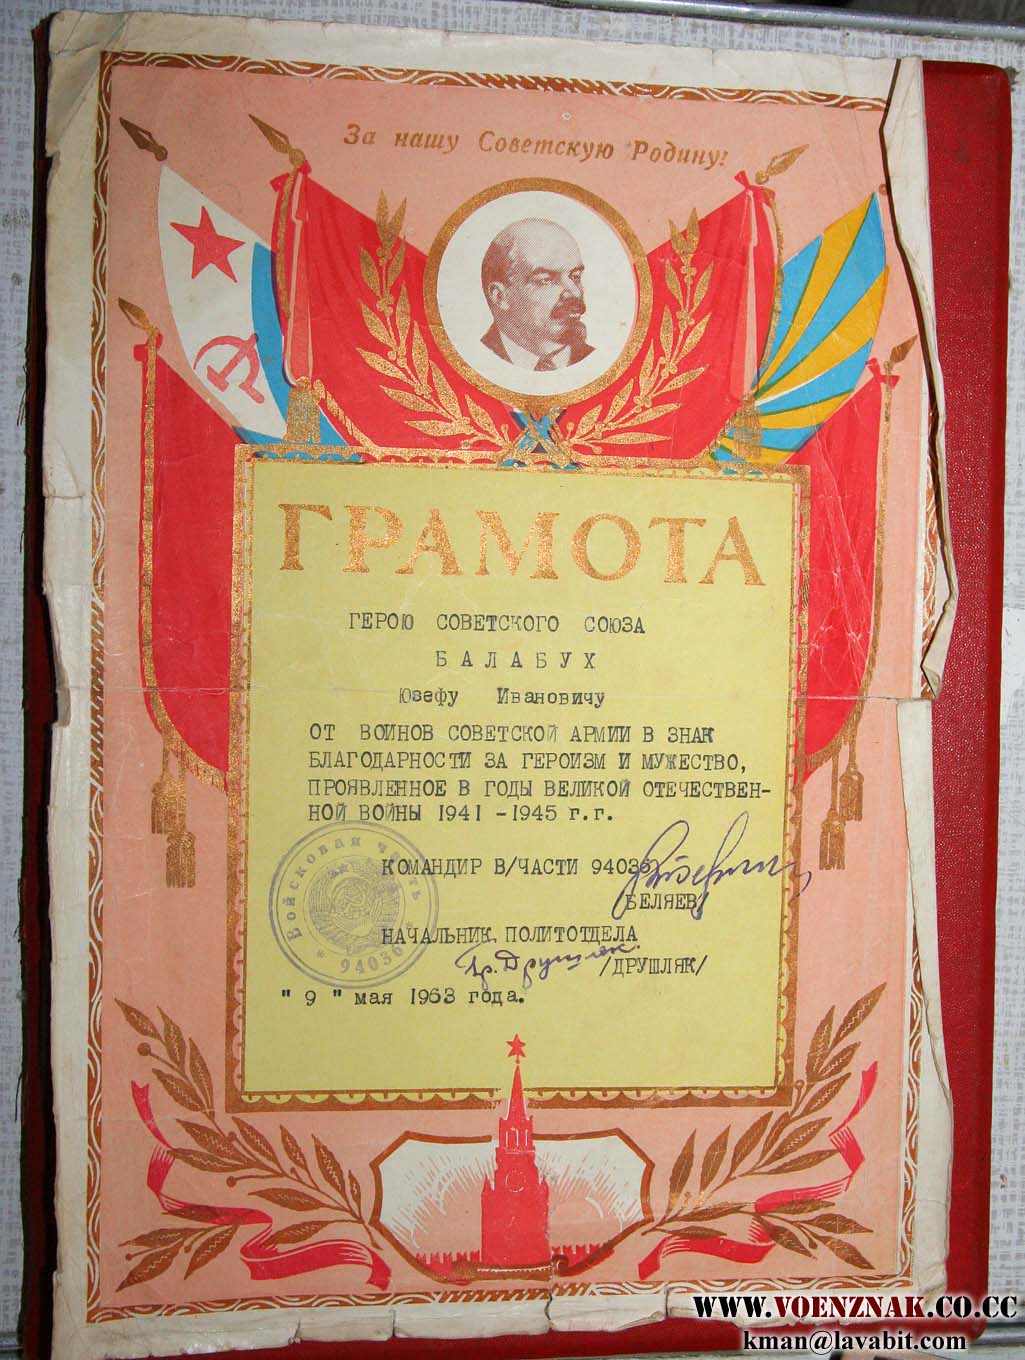 За нашу Советскую Родину!
ГРАМОТА
ГЕРОЮ СОВЕТСКОГО СОЮЗА
БАЛАБУХ
Юзефу Ивановичу
ОТ ВОИНОВ СОВЕТСКОЙ АРМИИ В ЗНАК
БЛАГОДАРНОСТИ ЗА ГЕРОИЗМ И МУЖЕСТВО,
ПРОЯВЛЕННОЕ В ГОДЫ ВЕЛИКОЙ ОТЕЧЕСТВЕН-
НОЙ ВОЙНЫ 1941 - 1945 г.г.
Войсковая часть
* 94036 *
КОМАНДИР В/ЧАСТИ 94036
/БЕЛЯЕВ/
НАЧАЛЬНИК ПОЛИТОТДЕЛА
/ДРУШЛЯК/
" 9 " мая 1963 года.
WWW.VOENZNAK.CO.CC
kman@lavabit.com